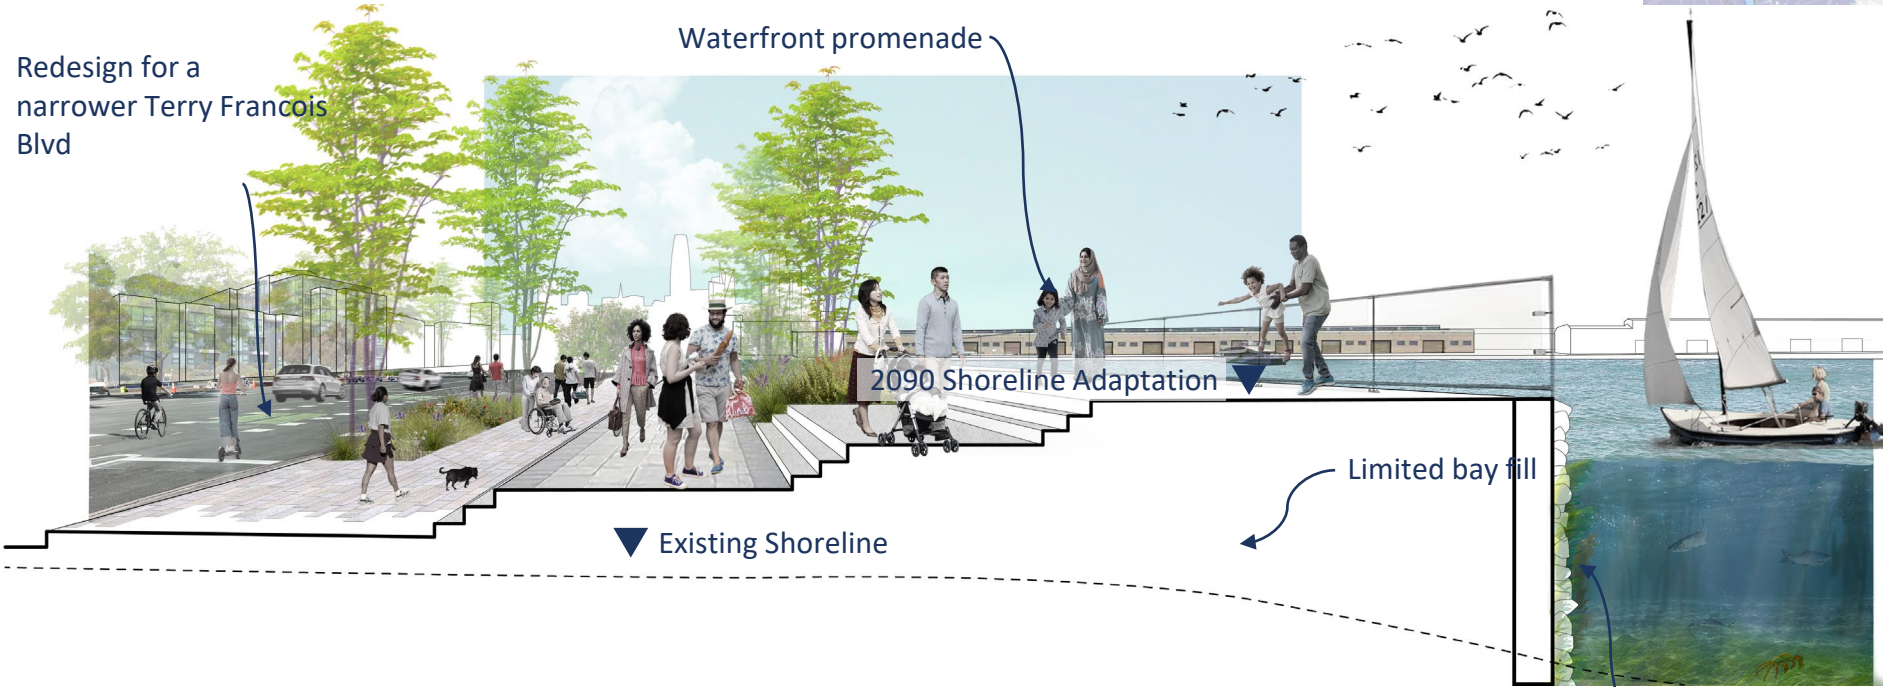 Redesign for a
narrower Terry Francois
Blvd
Waterfront promenade
2090 Shoreline Adaptation
Limited bay fill
Existing Shoreline